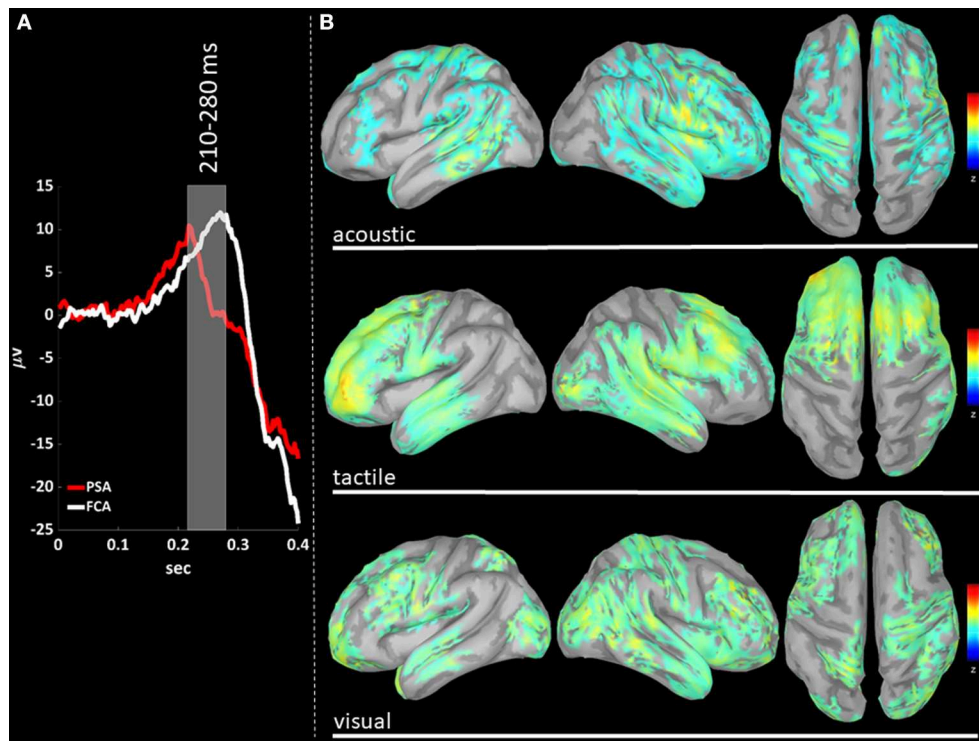 A
210-280 ms
15
10
5
0
-5
-10
-15
-20
-25
μv
PSA
FCA
0 0.1 0.2 0.3 0.4
sec
B
z
acoustic
z
tactile
z
visual